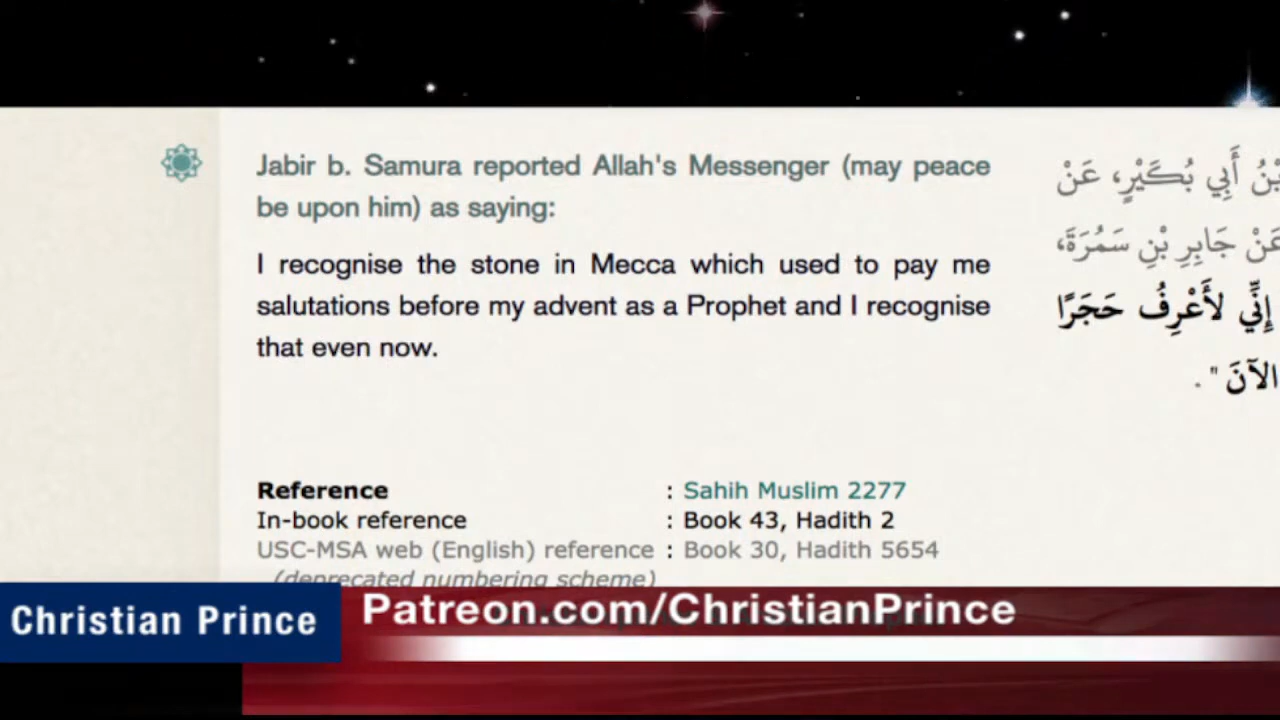 Jabir b. Samura reported Allah's Messenger (may peace
be upon him) as saying:
I recognise the stone in Mecca which used to pay me
salutations before my advent as a Prophet and I recognise
that even now.
بْنُ أَبِي بُكَيْرٍ، عَنْ
عَنْ جَابِرِ بْنِ سَمُرَةَ،
إِنِّي لأَعْرِفُ حَجَرًا
الآنَ " .
Reference : Sahih Muslim 2277
In-book reference : Book 43, Hadith 2
USC-MSA web (English) reference : Book 30, Hadith 5654
(deprecated numbering scheme)
Christian Prince
Patreon.com/ChristianPrince